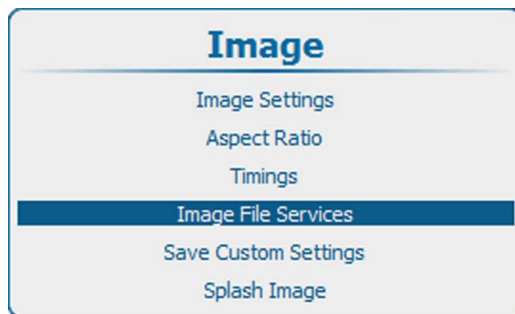 Image
Image Settings
Aspect Ratio
Timings
Image File Services
Save Custom Settings
Splash Image